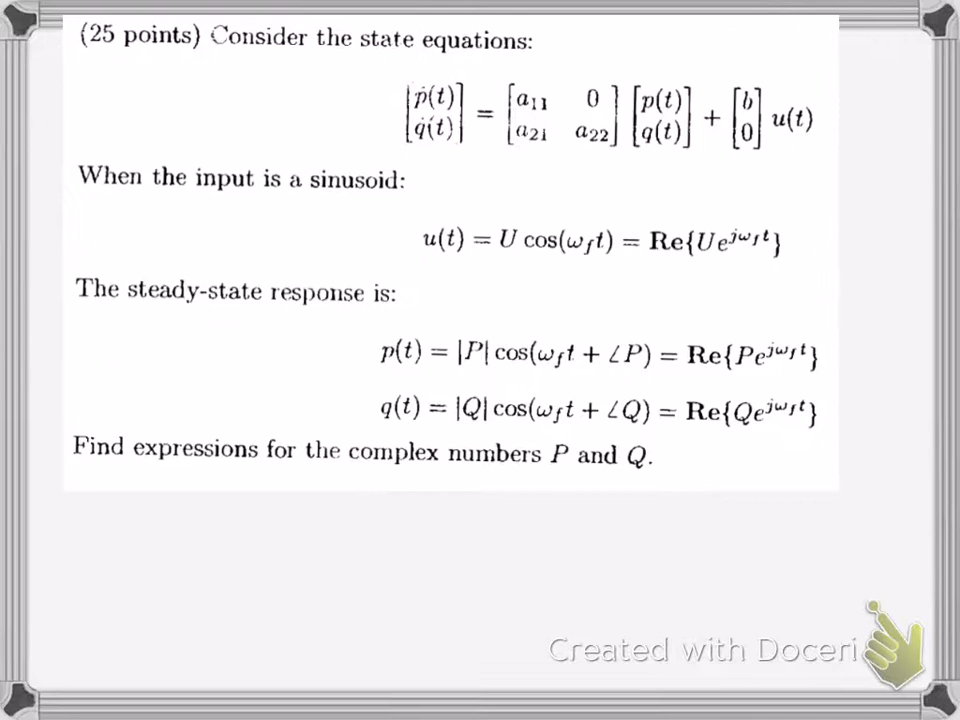 (25 points) Consider the state equations:
[ṗ(t) q̇(t)] = [a₁₁ 0 a₂₁ a₂₂] [p(t) q(t)] + [b 0] u(t)
When the input is a sinusoid:
u(t) = U cos(ω_f t) = Re{Ue^{jω_f t}}
The steady-state response is:
p(t) = |P| cos(ω_f t + ∠P) = Re{Pe^{jω_f t}}
q(t) = |Q| cos(ω_f t + ∠Q) = Re{Qe^{jω_f t}}
Find expressions for the complex numbers P and Q.
Created with Doceri